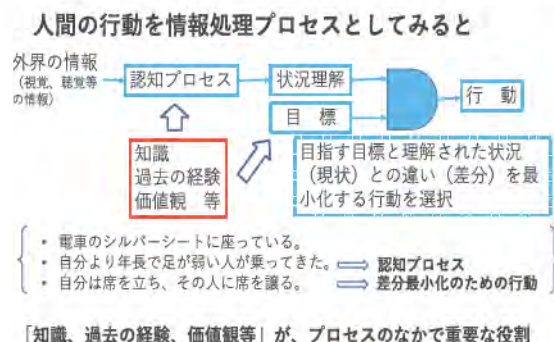 人間の行動を情報処理プロセスとしてみると
外界の情報
（視覚、聴覚等
の情報）
認知プロセス
状況理解
目　標
行　動
知識
過去の経験
価値観　等
目指す目標と理解された状況
（現状）との違い（差分）を最
小化する行動を選択
• 電車のシルバーシートに座っている。
• 自分より年長で足が弱い人が乗ってきた。 認知プロセス
• 自分は席を立ち、その人に席を譲る。 差分最小化のための行動
「知識、過去の経験、価値観等」が、プロセスのなかで重要な役割